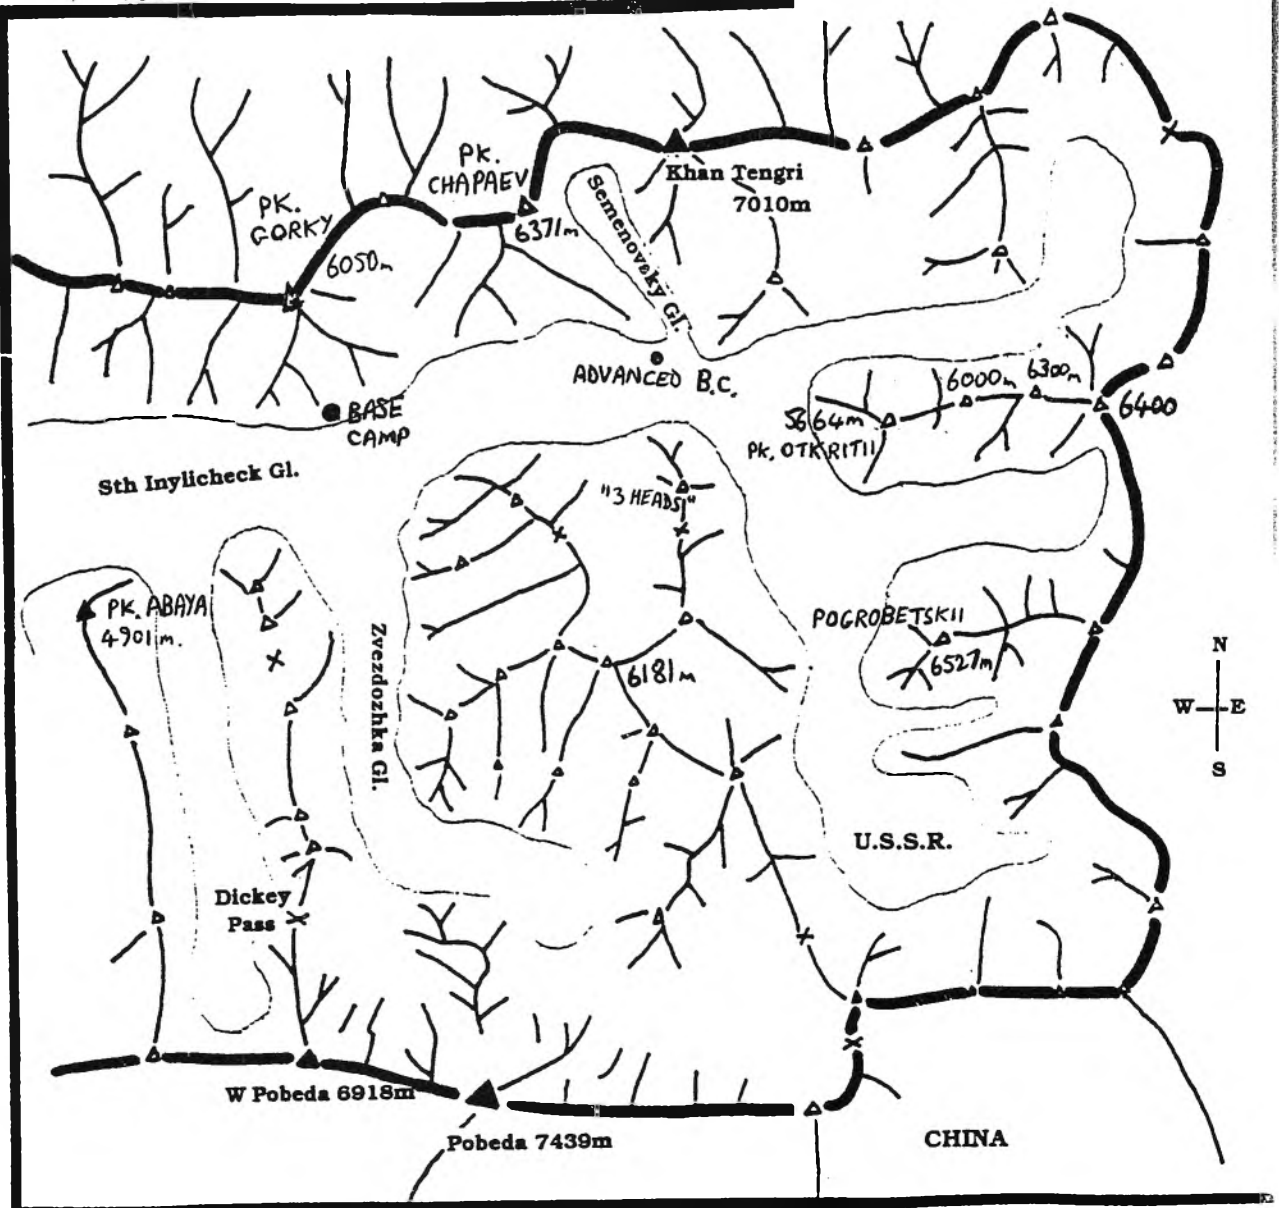 PK.
CHAPAEV
6371m
Khan Tengri
7010m
PK.
GORKY
6050m
Semenovsky Gl.
ADVANCED B.C.
BASE
CAMP
6000m
6300m
6400
5664m
PK. OTKRITII
Sth Inylicheck Gl.
"3 HEADS"
PK. ABAYA
4901m.
Zvezdozhka Gl.
6181m
POGROBETSKII
6527m
N
W E
S
U.S.S.R.
Dickey
Pass
W Pobeda 6918m
Pobeda 7439m
CHINA